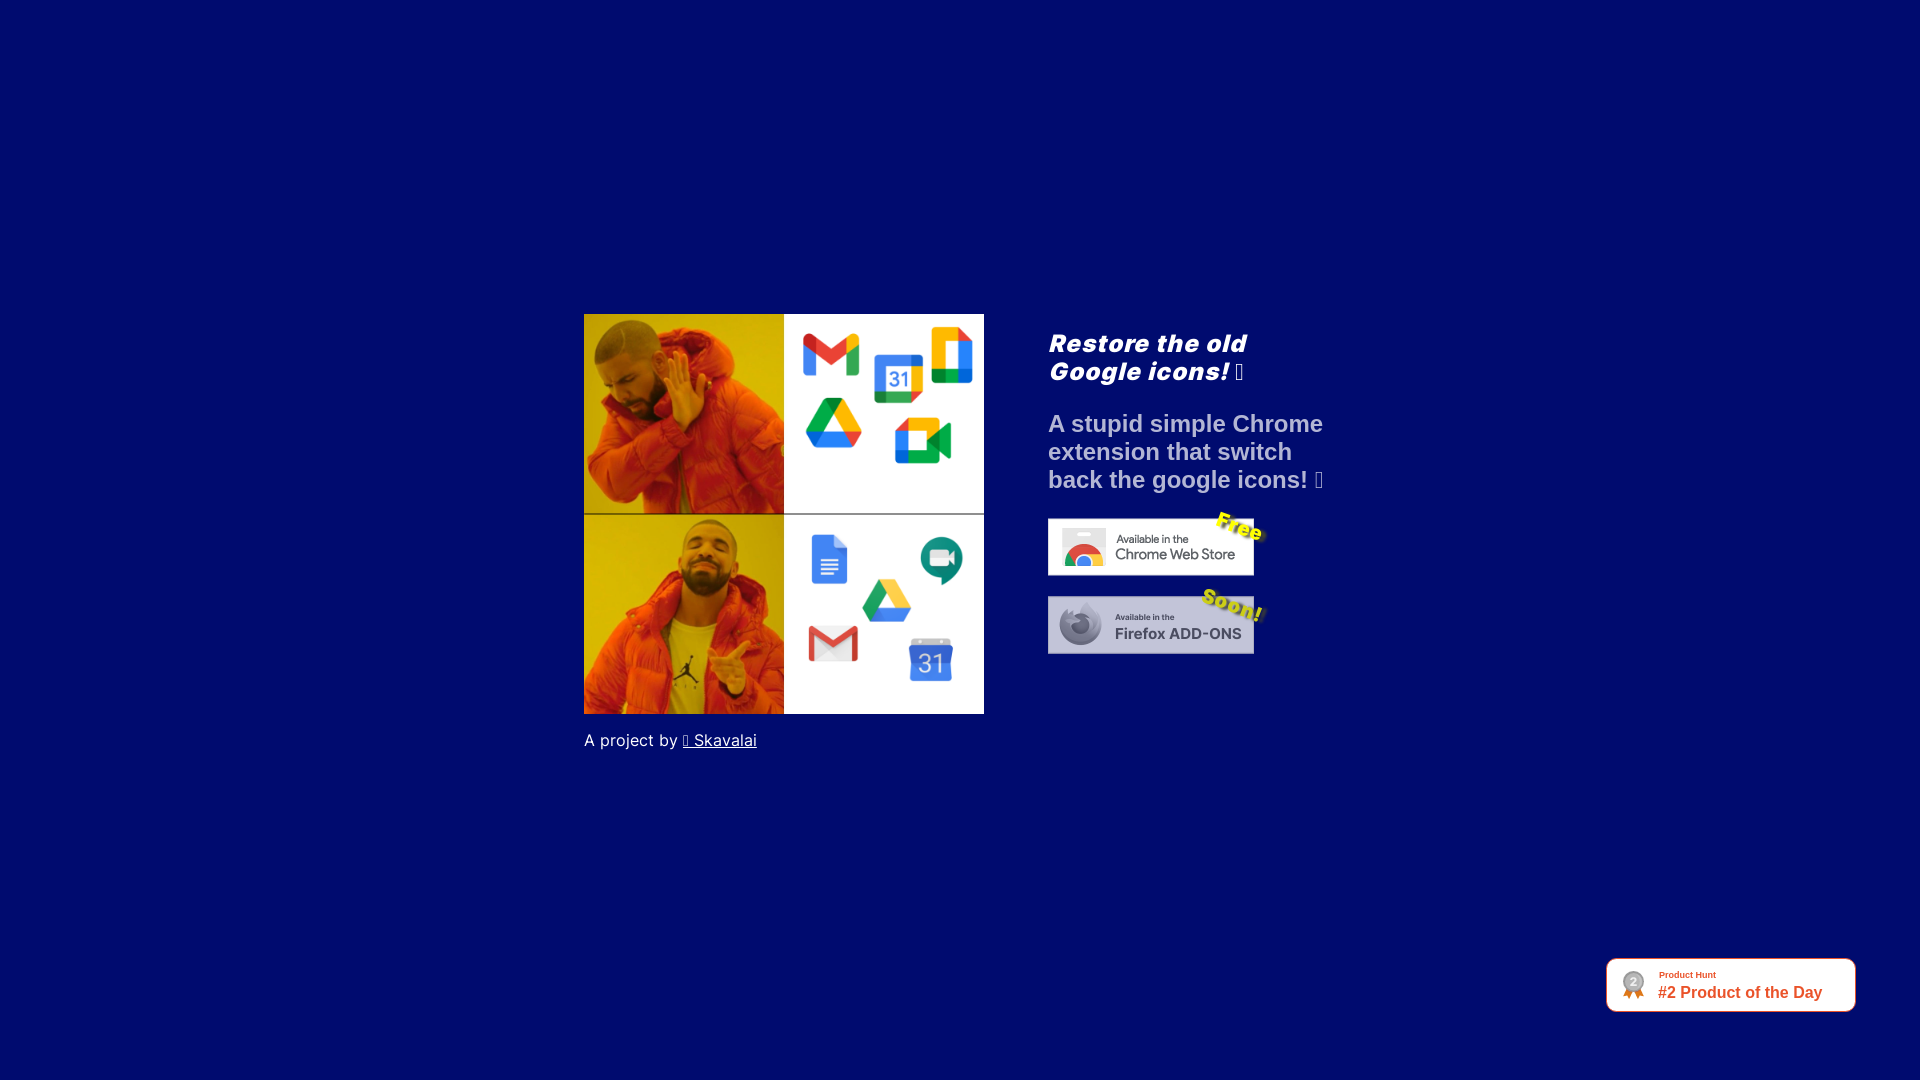 31
31
A project by Skavalai
Restore the old
Google icons!
A stupid simple Chrome
extension that switch
back the google icons!
Free
Available in the
Chrome Web Store
Soon!
Available in the
Firefox ADD-ONS
2
Product Hunt
#2 Product of the Day